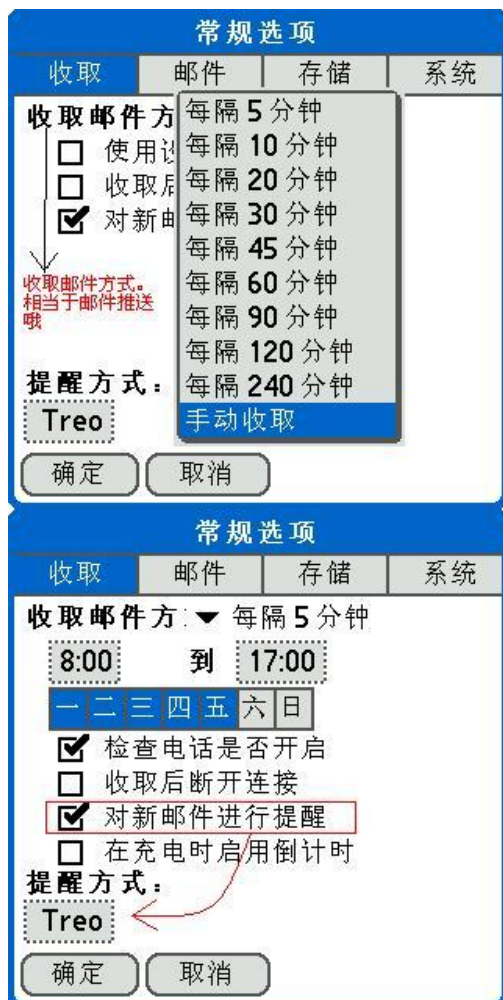 常规选项
收取 邮件 存储 系统
收取邮件方
每隔 5 分钟
使用设
每隔 10 分钟
收取后
每隔 20 分钟
对新邮
每隔 30 分钟
每隔 45 分钟
每隔 60 分钟
每隔 90 分钟
每隔 120 分钟
每隔 240 分钟
手动收取
收取邮件方式。
相当于邮件推送
哦
提醒方式：
Treo
确定 取消
常规选项
收取 邮件 存储 系统
收取邮件方： 每隔 5 分钟
8:00 到 17:00
一 二 三 四 五 六 日
检查电话是否开启
收取后断开连接
对新邮件进行提醒
在充电时启用倒计时
提醒方式：
Treo
确定 取消